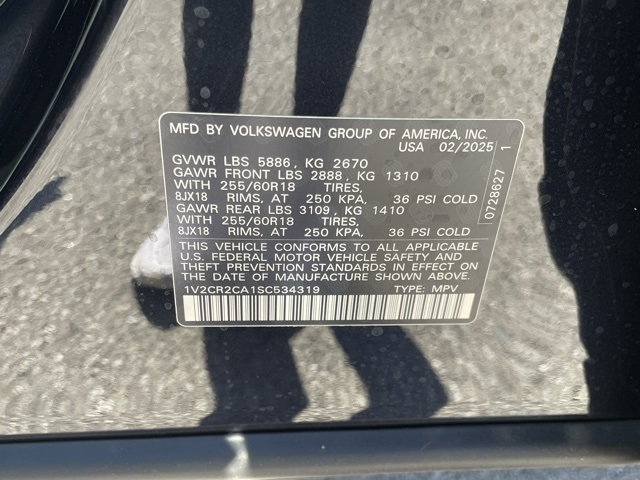 MFD BY VOLKSWAGEN GROUP OF AMERICA, INC.
USA 02/2025
GVWR LBS 5886, KG 2670
GAWR FRONT LBS 2888, KG 1310
WITH 255/60R18 TIRES,
8JX18 RIMS, AT 250 KPA, 36 PSI COLD
GAWR REAR LBS 3109, KG 1410
WITH 255/60R18 TIRES,
8JX18 RIMS, AT 250 KPA, 36 PSI COLD
THIS VEHICLE CONFORMS TO ALL APPLICABLE
U.S. FEDERAL MOTOR VEHICLE SAFETY AND
THEFT PREVENTION STANDARDS IN EFFECT ON
THE DATE OF MANUFACTURE SHOWN ABOVE.
1V2CR2CA1SC534319 TYPE: MPV
0728627 1